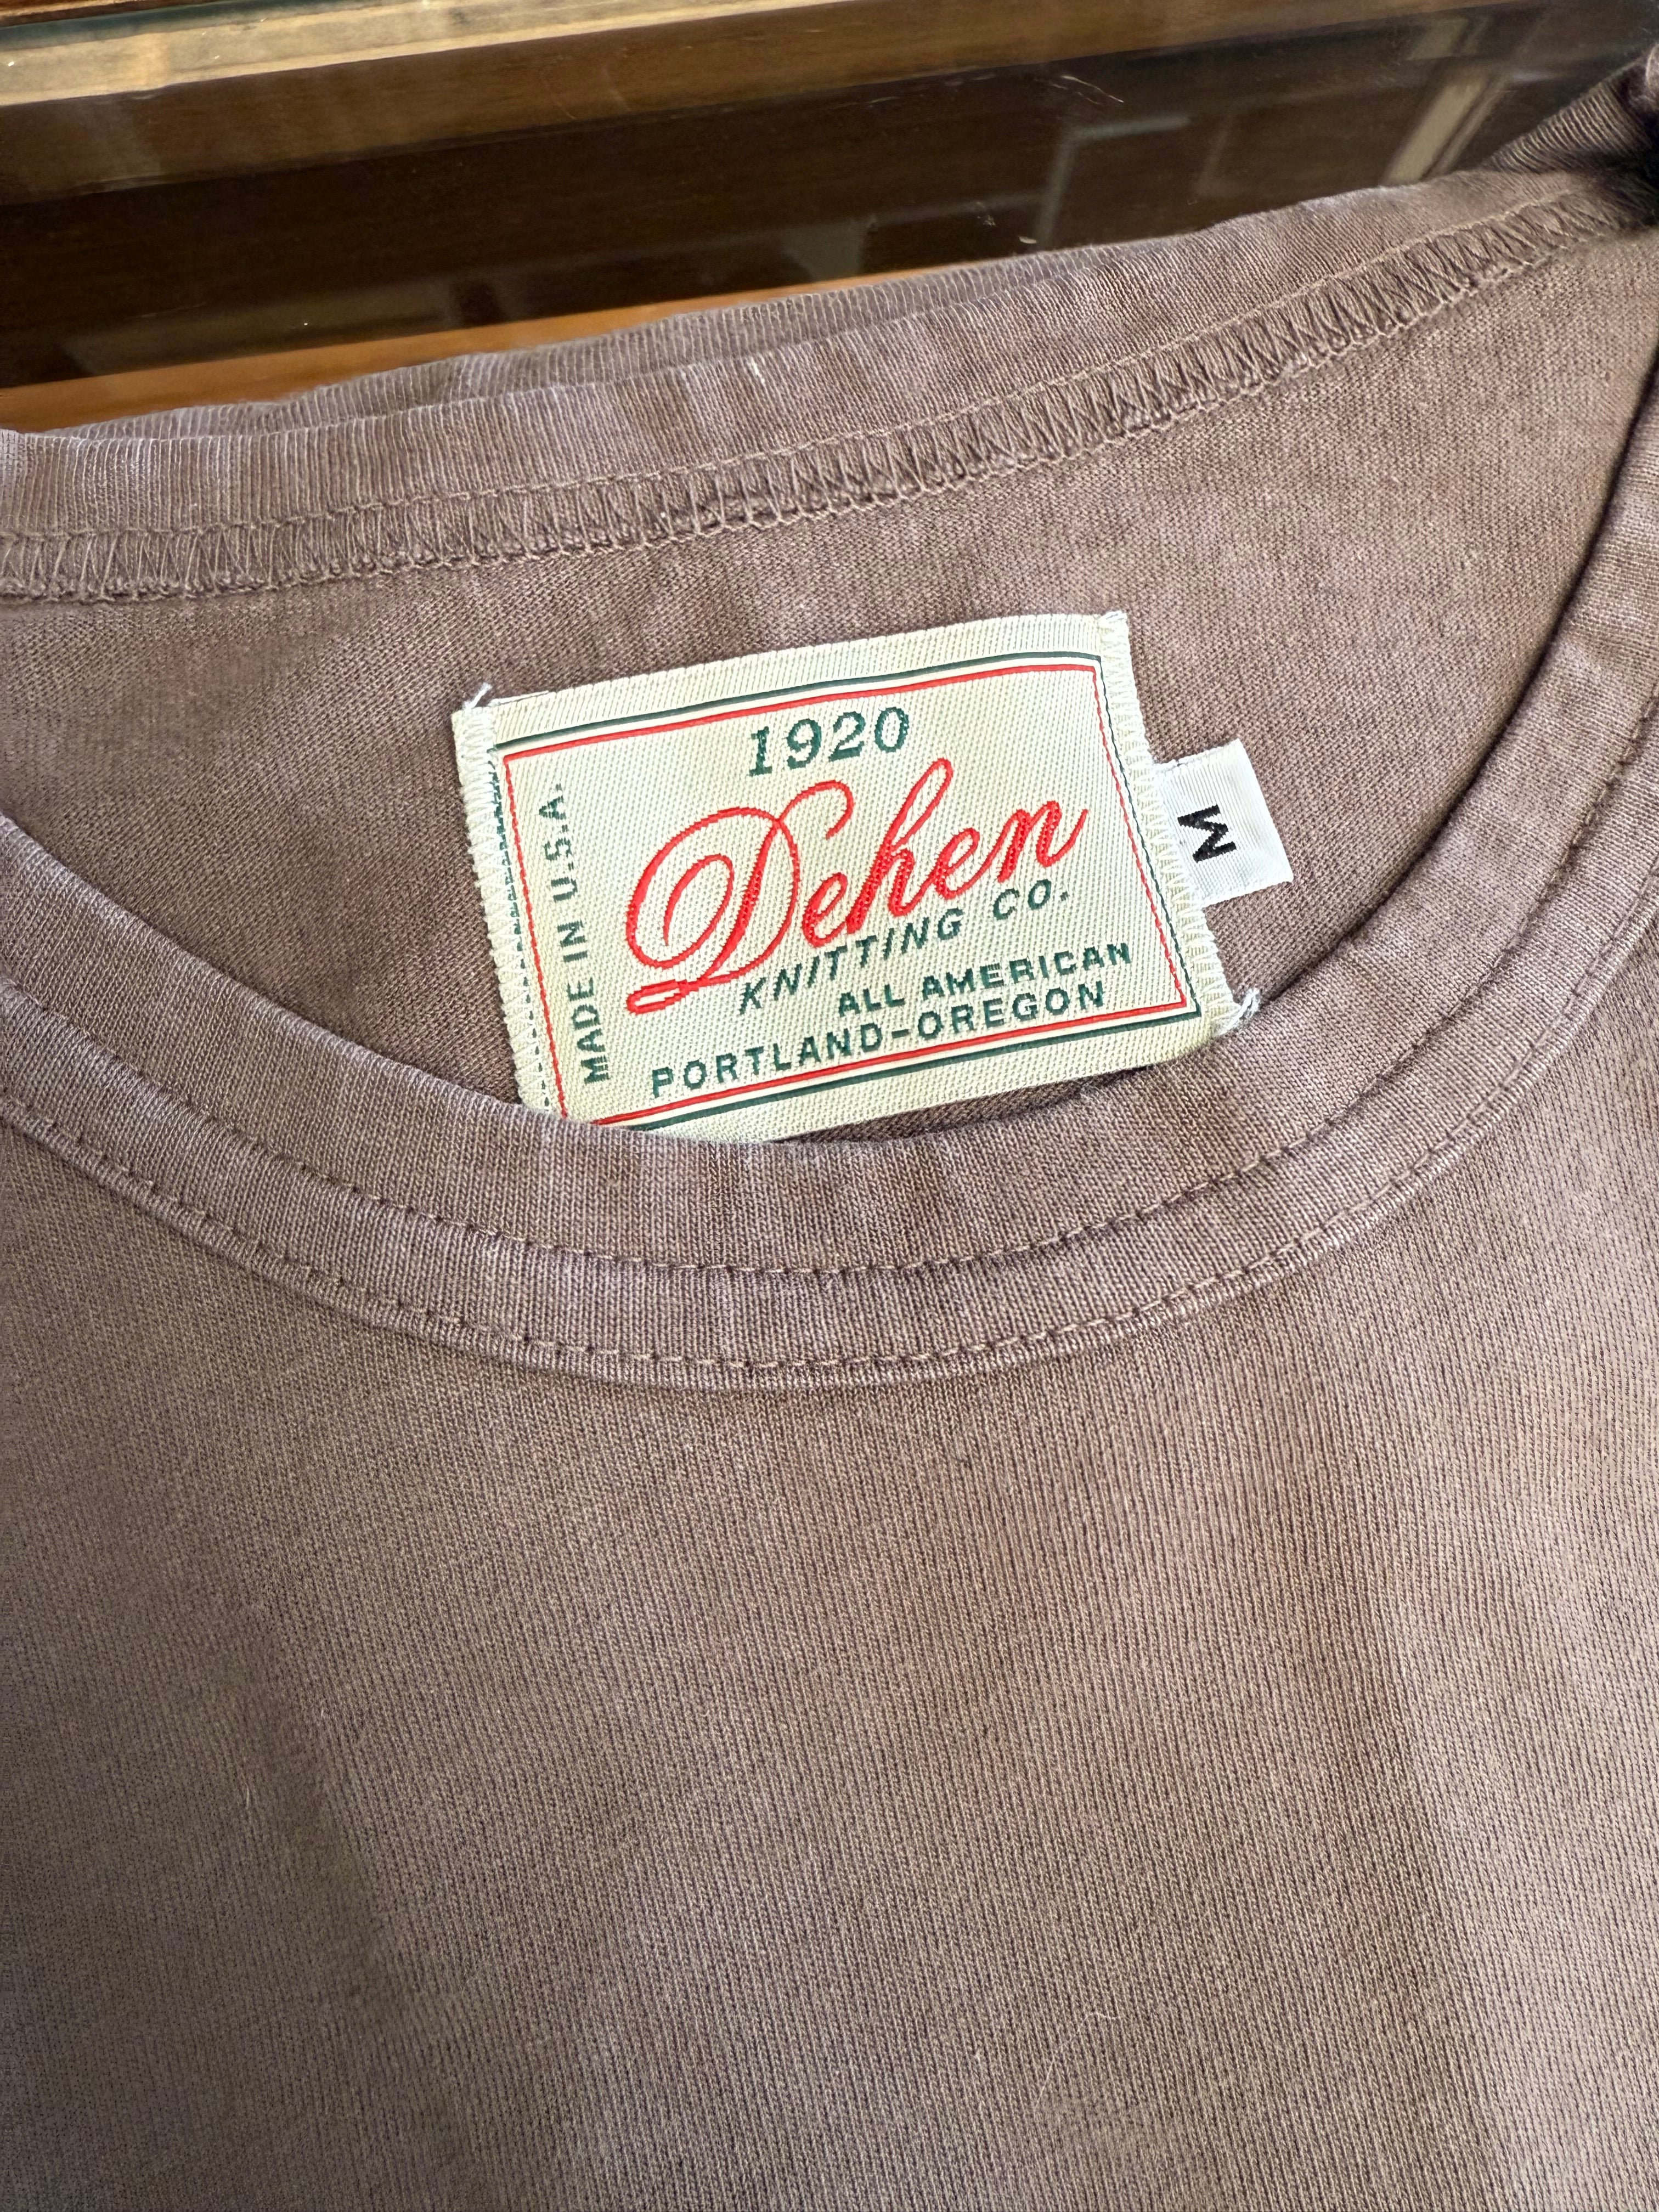 1920
Dehen
KNITTING CO.
ALL AMERICAN
PORTLAND-OREGON
MADE IN U.S.A.
M